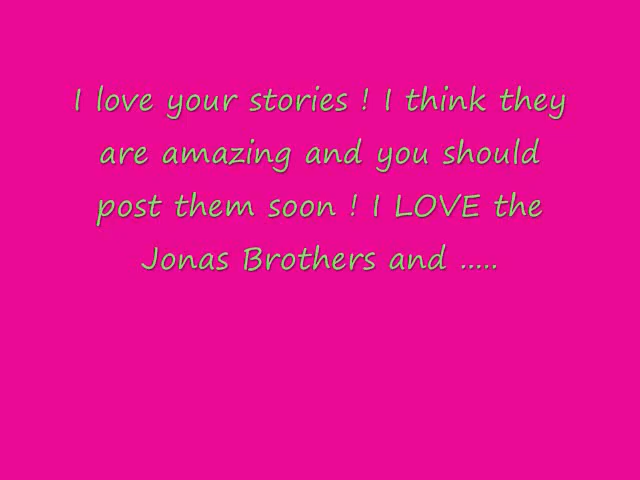 I love your stories ! I think they
are amazing and you should
post them soon ! I LOVE the
Jonas Brothers and .....